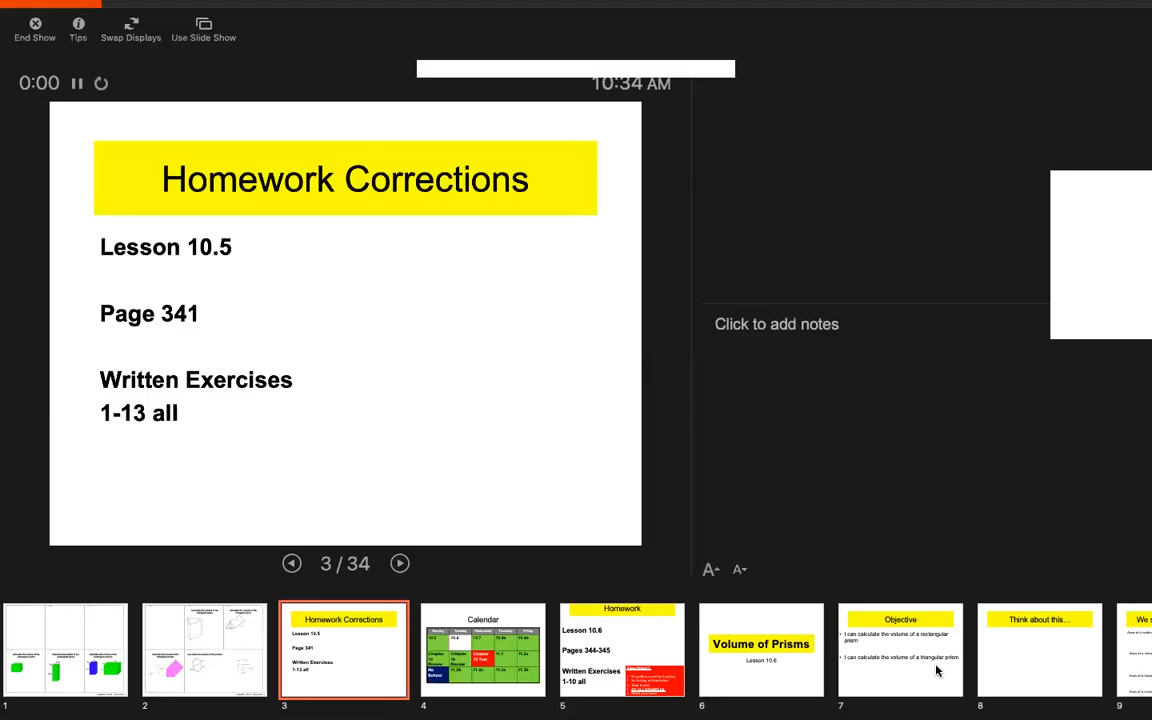 End Show
Tips
Swap Displays
Use Slide Show
0:00
10:34 AM
Homework Corrections
Lesson 10.5
Page 341
Written Exercises
1-13 all
3 / 34
Click to add notes
A
A
Homework Corrections
Lesson 10.5
Page 341
Written Exercises
1-13 all
Calendar
Homework
Lesson 10.6
Pages 344-345
Written Exercises
1-10 all
Volume of Prisms
Lesson 10.6
Objective
• I can calculate the volume of a rectangular
prism
• I can calculate the volume of a triangular prism
Think about this...
We s
1
2
3
4
5
6
7
8
9